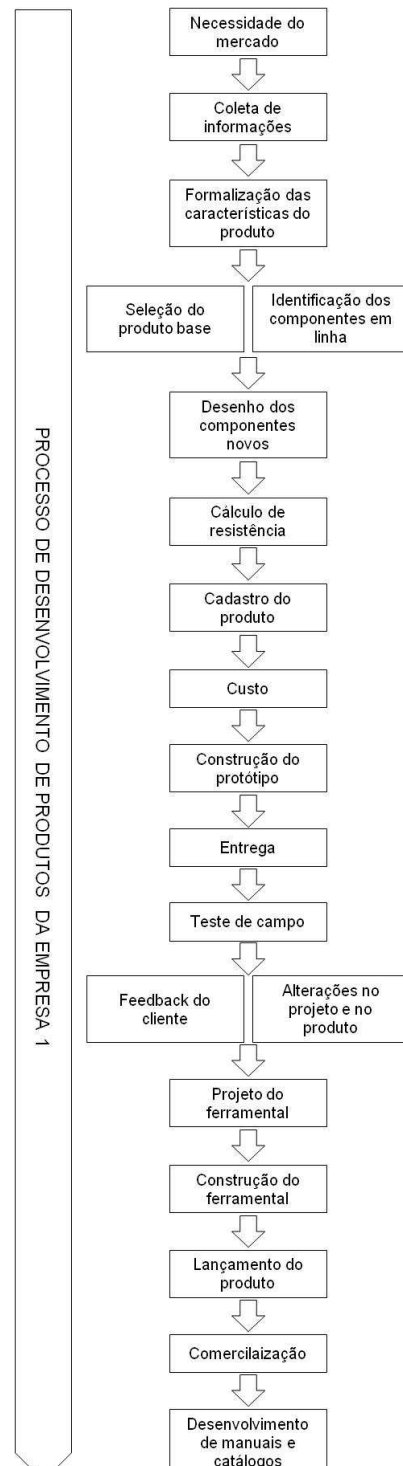 PROCESSO DE DESENVOLVIMENTO DE PRODUTOS DA EMPRESA 1
Necessidade do
mercado
Coleta de
informações
Formalização das
características do
produto
Seleção do
produto base
Identificação dos
componentes em
linha
Desenho dos
componentes
novos
Cálculo de
resistência
Cadastro do
produto
Custo
Construção do
protótipo
Entrega
Teste de campo
Feedback do
cliente
Alterações no
projeto e no
produto
Projeto do
ferramental
Construção do
ferramental
Lançamento do
produto
Comercilaização
Desenvolvimento
de manuais e
catálogos